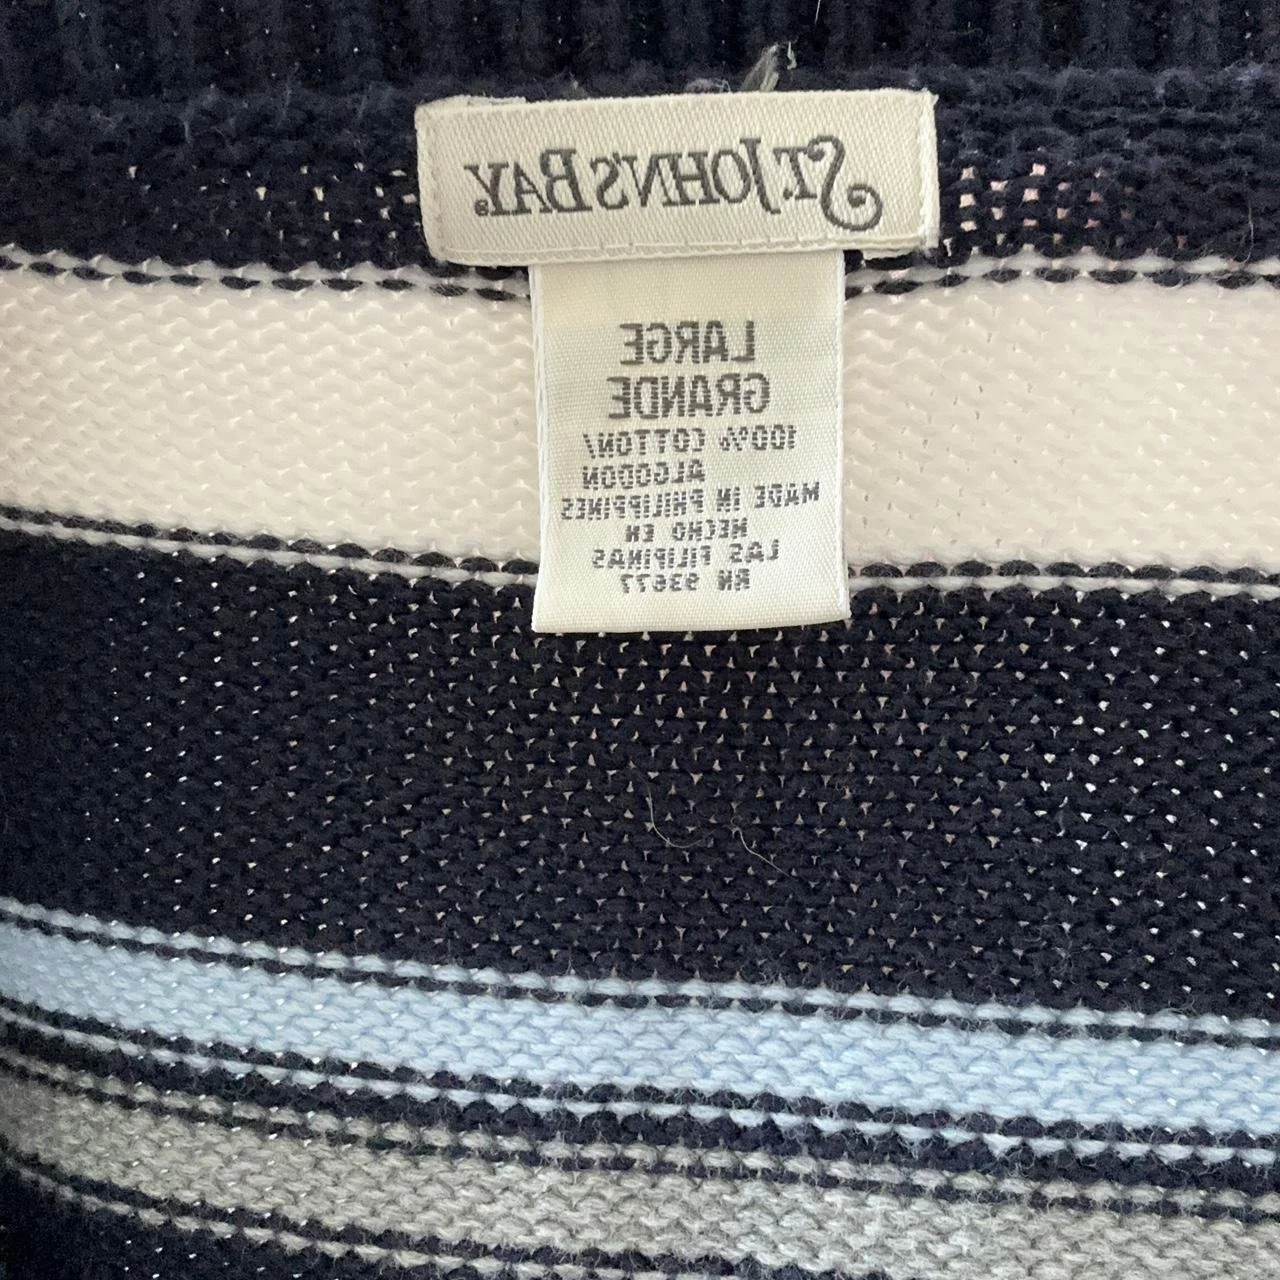 St. John's Bay®
LARGE
GRANDE
100% COTTON/
ALGODON
MADE IN PHILIPPINES
HECHO EN
LAS FILIPINAS
RN 93677